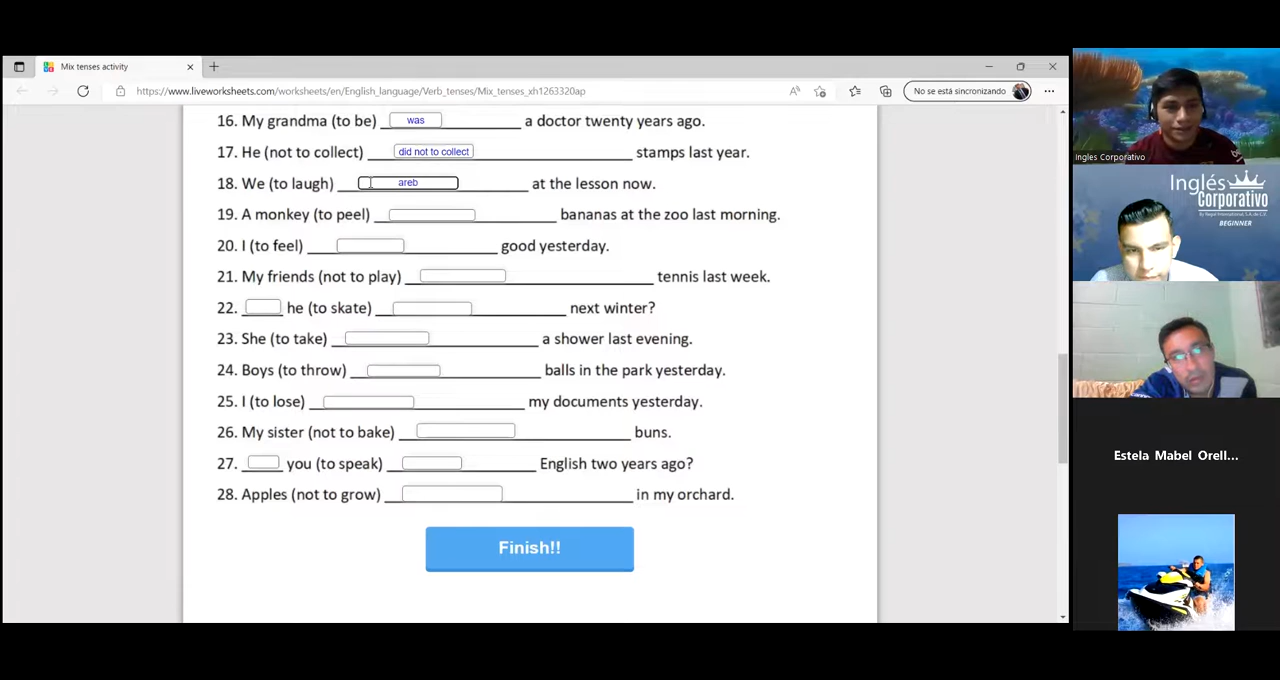 Mix tenses activity
https://www.liveworksheets.com/worksheets/en/English_language/Verb_tenses/Mix_tenses_xh1263320ap
No se está sincronizando
16. My grandma (to be) was a doctor twenty years ago.
17. He (not to collect) did not to collect stamps last year.
18. We (to laugh) areb at the lesson now.
19. A monkey (to peel) bananas at the zoo last morning.
20. I (to feel) good yesterday.
21. My friends (not to play) tennis last week.
22. he (to skate) next winter?
23. She (to take) a shower last evening.
24. Boys (to throw) balls in the park yesterday.
25. I (to lose) my documents yesterday.
26. My sister (not to bake) buns.
27. you (to speak) English two years ago?
28. Apples (not to grow) in my orchard.
Finish!!
Ingles Corporativo
Inglés
Corporativo
By Regal International, S.A. de C.V.
BEGINNER
Estela Mabel Orell...